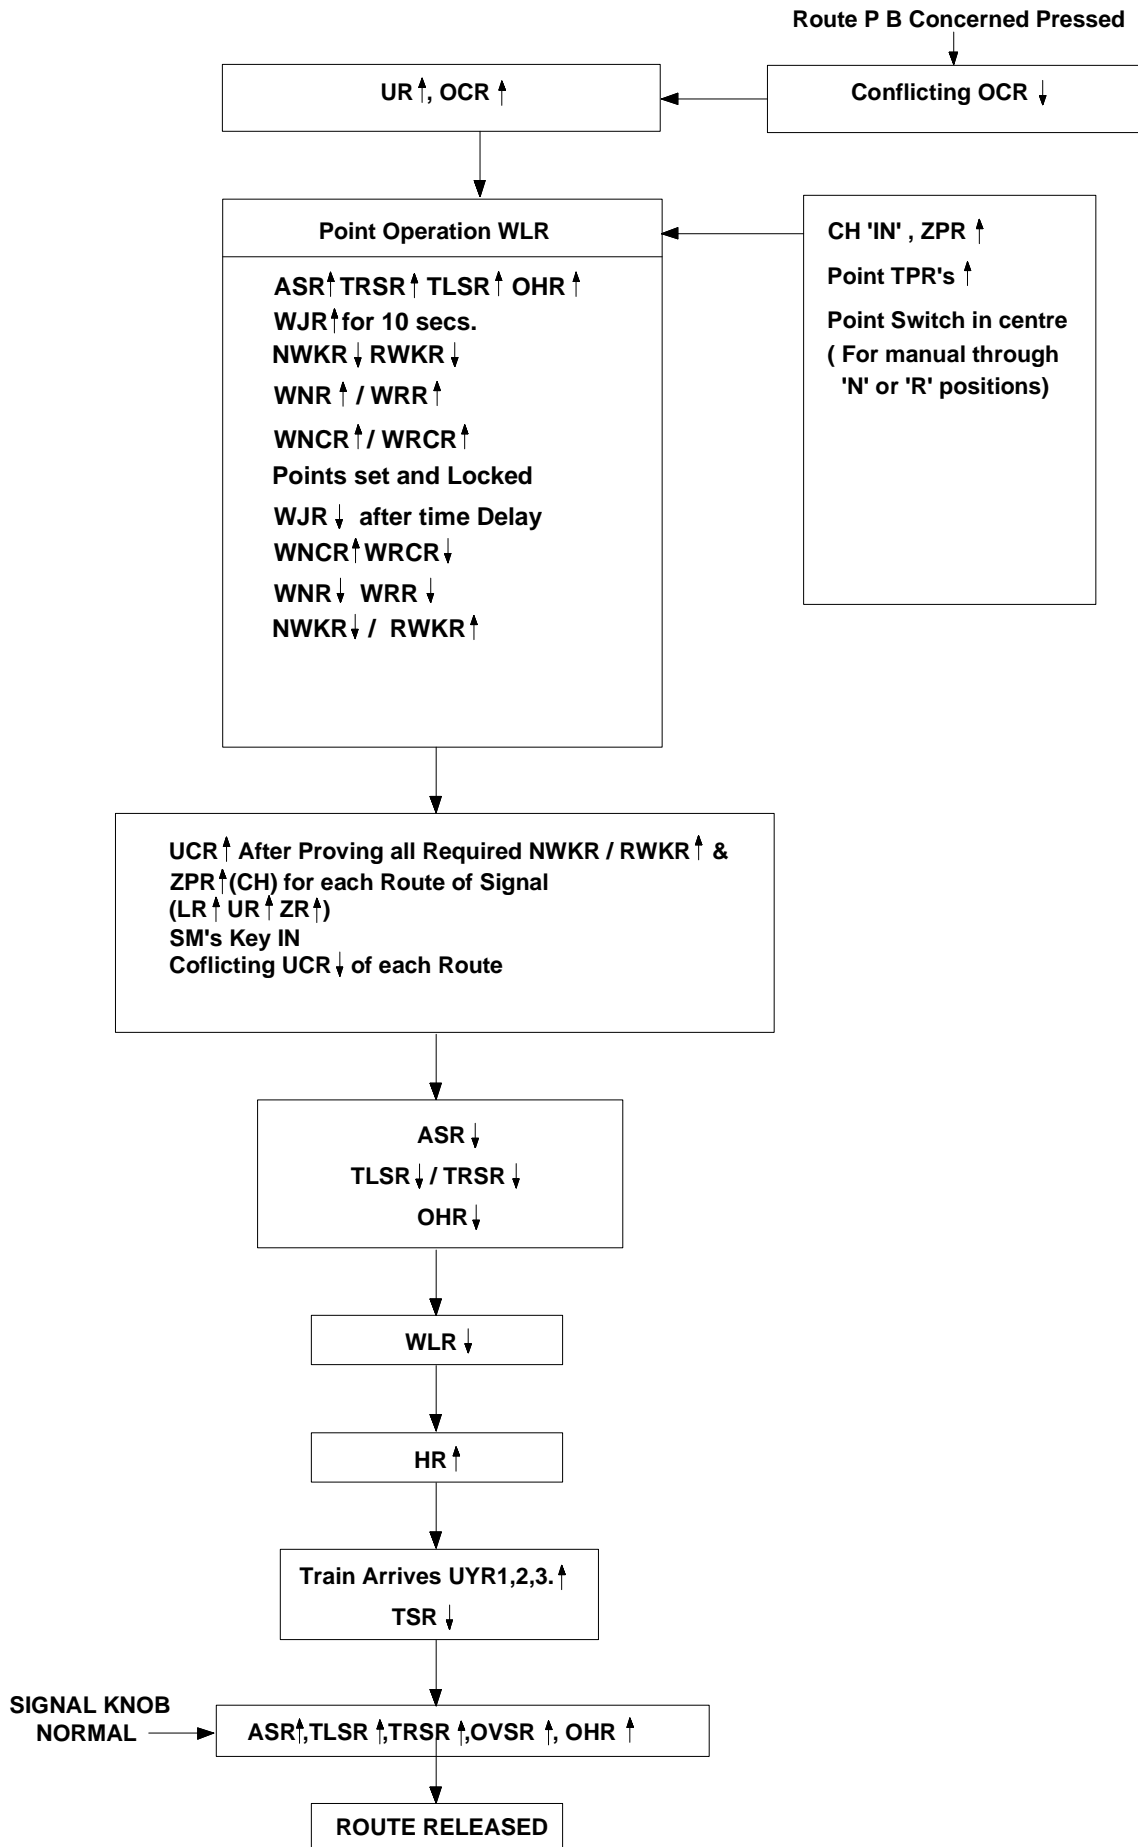 Route P B Concerned Pressed
UR↑, OCR ↑
Conflicting OCR ↓
Point Operation WLR
ASR↑ TRSR↑ TLSR↑ OHR ↑
WJR↑ for 10 secs.
NWKR↓ RWKR↓
WNR ↑ / WRR ↑
WNCR↑ / WRCR↑
Points set and Locked
WJR ↓ after time Delay
WNCR↑ WRCR↓
WNR↓ WRR ↓
NWKR↓ / RWKR↑
CH 'IN' , ZPR ↑
Point TPR's ↑
Point Switch in centre
( For manual through
'N' or 'R' positions)
UCR↑ After Proving all Required NWKR / RWKR↑ &
ZPR↑(CH) for each Route of Signal
(LR↑ UR↑ ZR↑)
SM's Key IN
Coflicting UCR↓ of each Route
ASR↓
TLSR↓ / TRSR ↓
OHR↓
WLR ↓
HR ↑
Train Arrives UYR1,2,3.↑
TSR ↓
SIGNAL KNOB
NORMAL
ASR↑,TLSR ↑,TRSR ↑,OVSR ↑, OHR ↑
ROUTE RELEASED